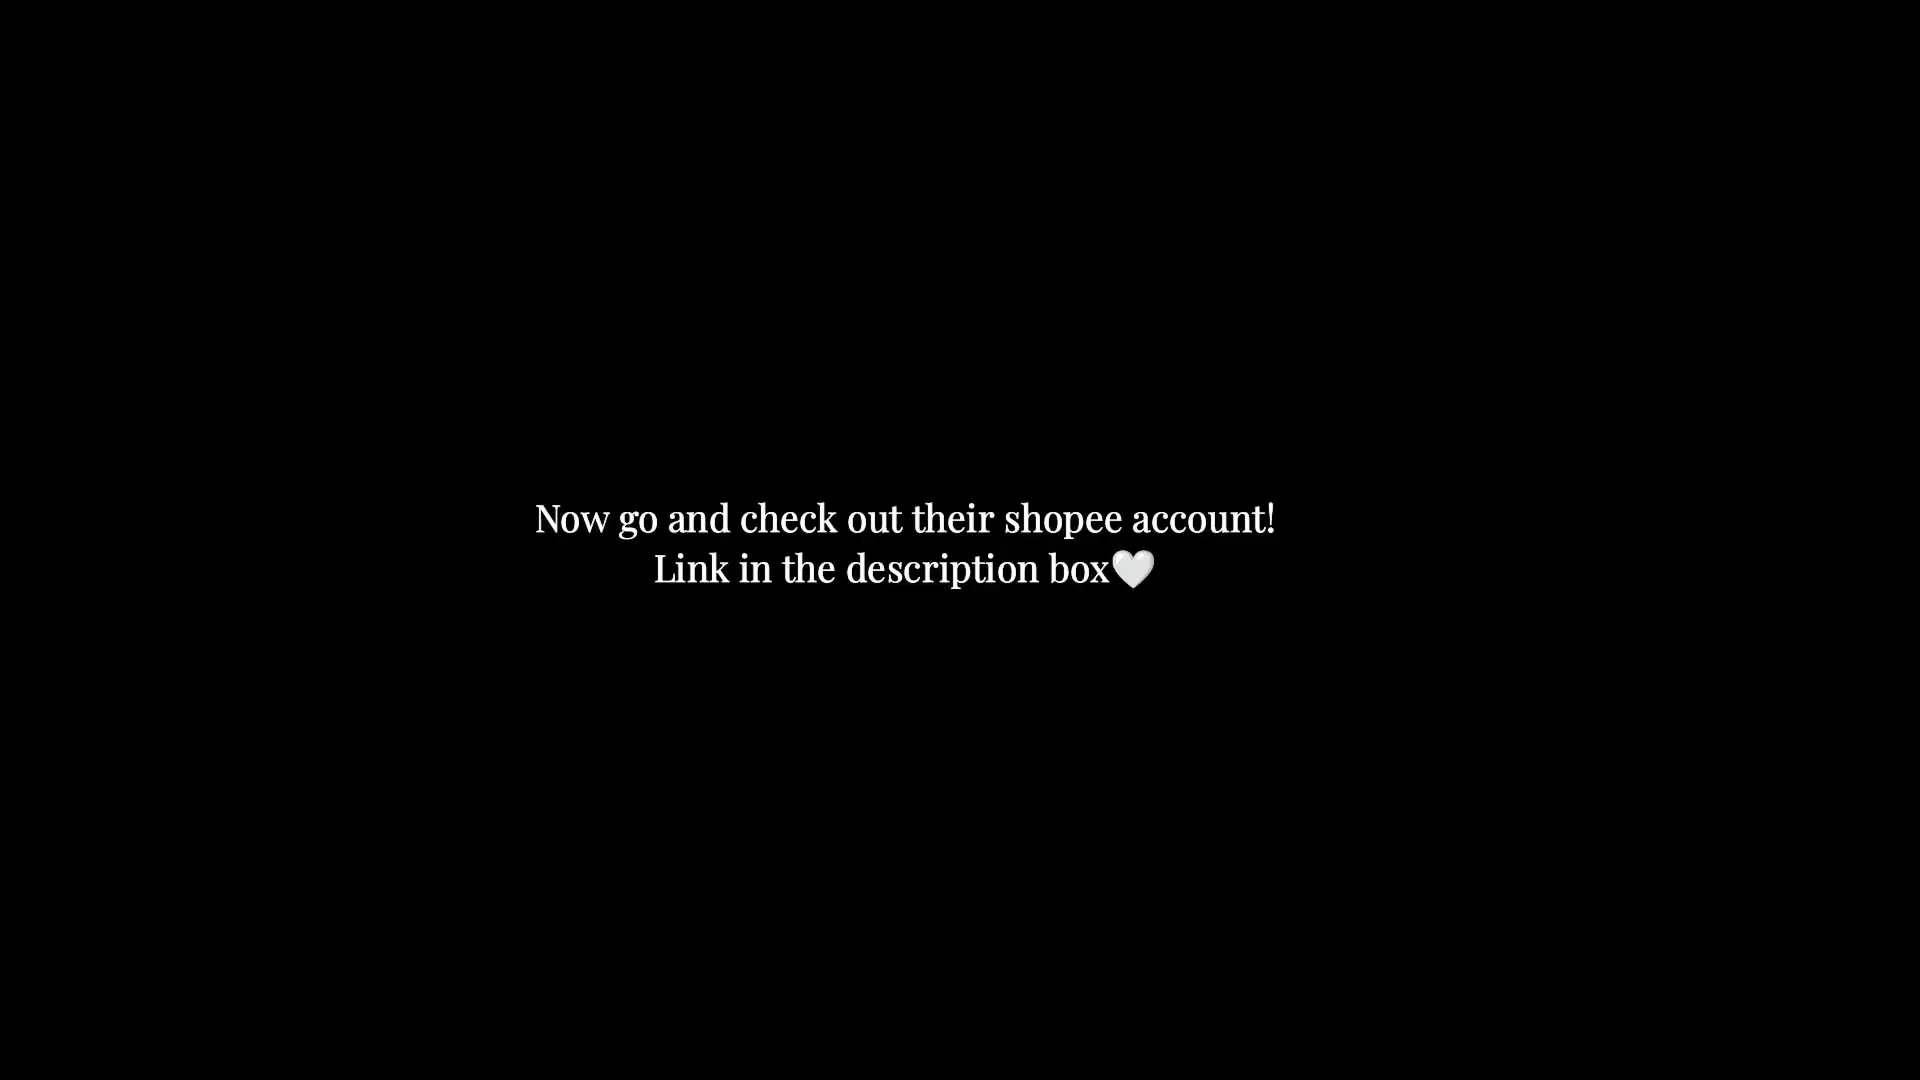 Now go and check out their shopee account!
Link in the description box🤍